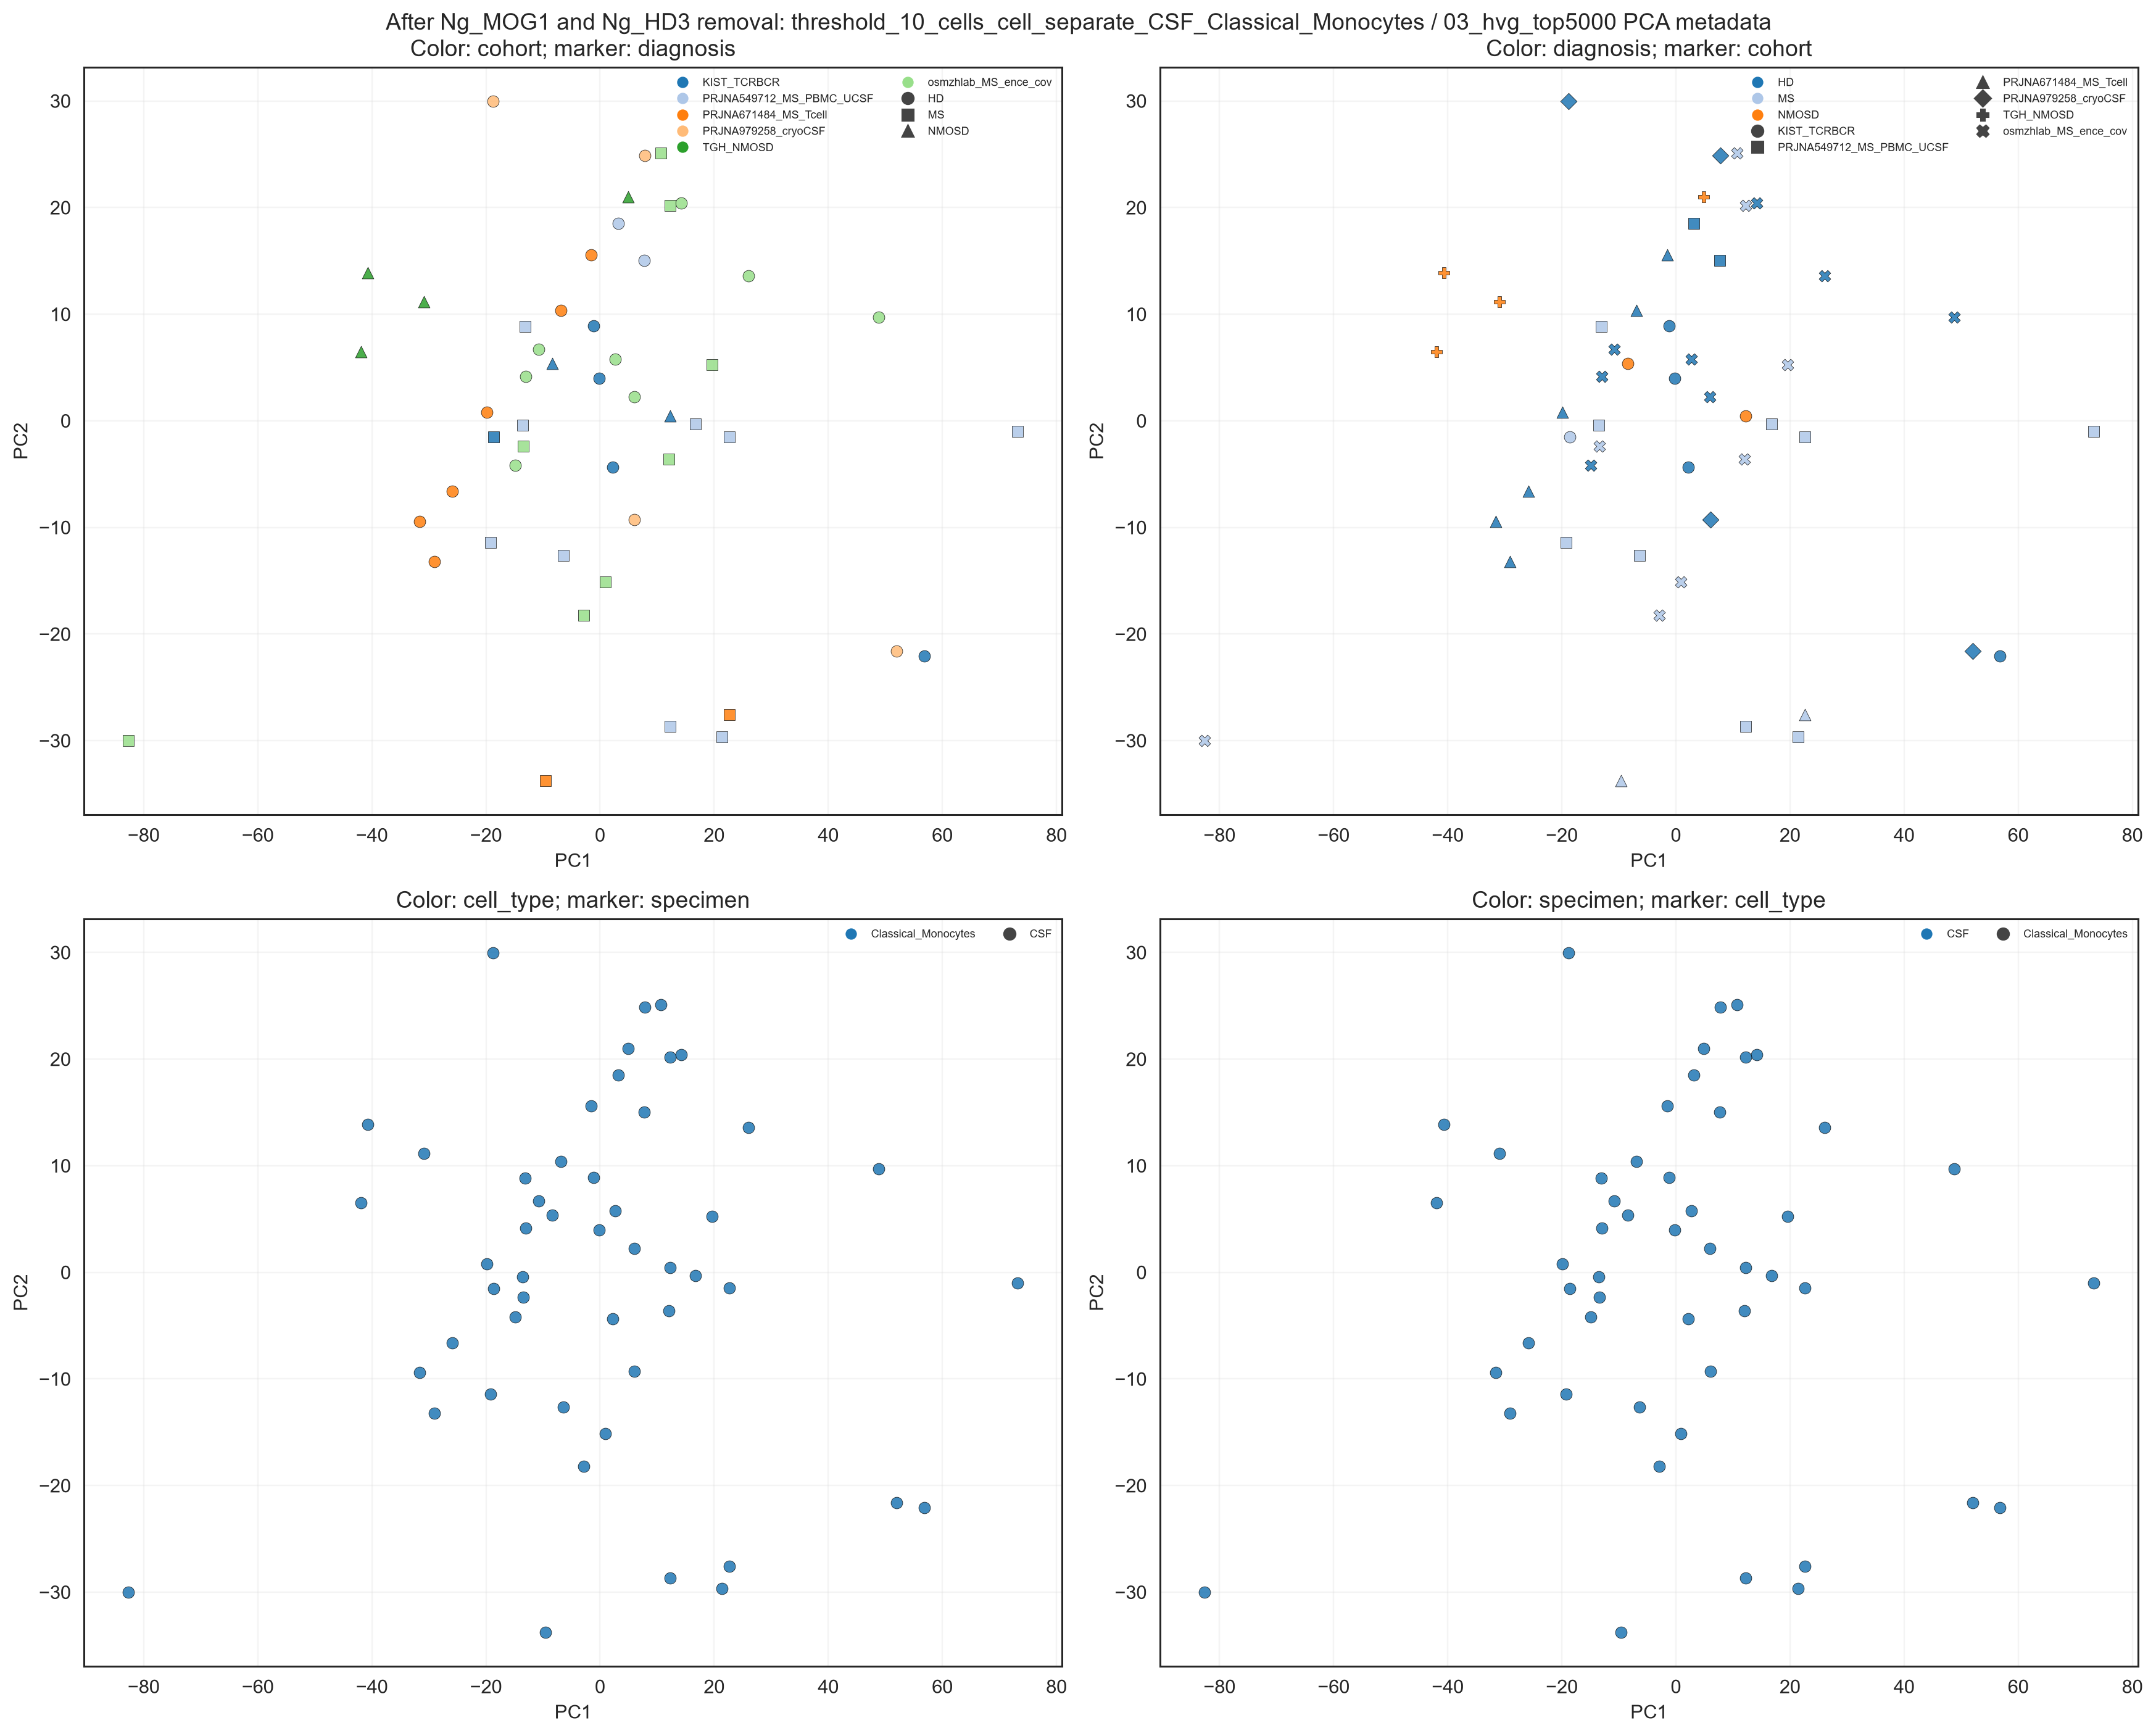 After Ng_MOG1 and Ng_HD3 removal: threshold_10_cells_cell_separate_CSF_Classical_Monocytes / 03_hvg_top5000 PCA metadata
Color: cohort; marker: diagnosis
KIST_TCRBCR
PRJNA549712_MS_PBMC_UCSF
PRJNA671484_MS_Tcell
PRJNA979258_cryoCSF
TGH_NMOSD
osmzhlab_MS_ence_cov
HD
MS
NMOSD
30
20
10
0
−10
−20
−30
PC2
−80 −60 −40 −20 0 20 40 60 80
PC1
Color: diagnosis; marker: cohort
HD
MS
NMOSD
KIST_TCRBCR
PRJNA549712_MS_PBMC_UCSF
PRJNA671484_MS_Tcell
PRJNA979258_cryoCSF
TGH_NMOSD
osmzhlab_MS_ence_cov
30
20
10
0
−10
−20
−30
PC2
−80 −60 −40 −20 0 20 40 60 80
PC1
Color: cell_type; marker: specimen
Classical_Monocytes
CSF
30
20
10
0
−10
−20
−30
PC2
−80 −60 −40 −20 0 20 40 60 80
PC1
Color: specimen; marker: cell_type
CSF
Classical_Monocytes
30
20
10
0
−10
−20
−30
PC2
−80 −60 −40 −20 0 20 40 60 80
PC1